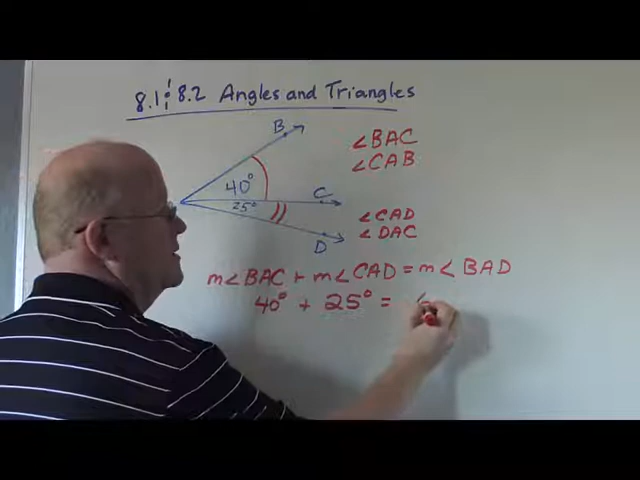 8.1 & 8.2 Angles and Triangles
B
∠BAC
∠CAB
40°
C
25°
∠CAD
∠DAC
D
m∠BAC + m∠CAD = m∠BAD
40° + 25° =